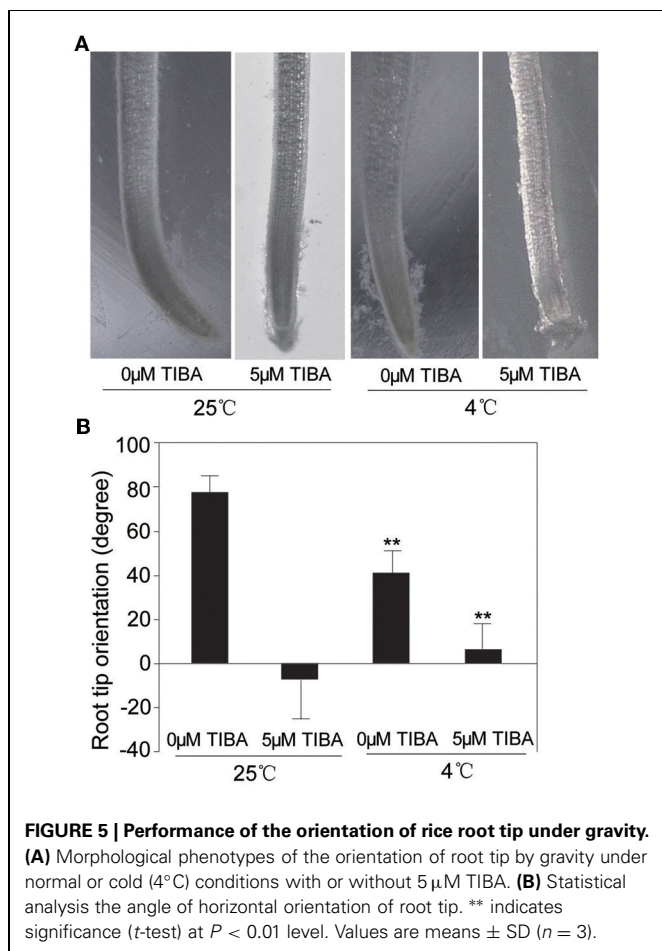 A
0μM TIBA 5μM TIBA 0μM TIBA 5μM TIBA
25℃ 4℃
B
Root tip orientation (degree)
100
80
60
40
20
0
-20
-40
** **
0μM TIBA 5μM TIBA 0μM TIBA 5μM TIBA
25℃ 4℃
FIGURE 5 | Performance of the orientation of rice root tip under gravity.
(A) Morphological phenotypes of the orientation of root tip by gravity under
normal or cold (4°C) conditions with or without 5 μM TIBA. (B) Statistical
analysis the angle of horizontal orientation of root tip. ** indicates
significance (t-test) at P < 0.01 level. Values are means ± SD (n = 3).